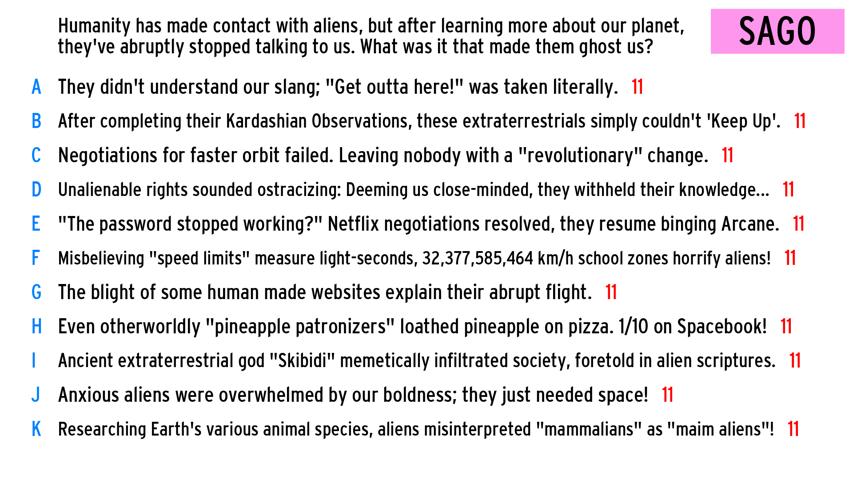 Humanity has made contact with aliens, but after learning more about our planet,
they've abruptly stopped talking to us. What was it that made them ghost us?
SAGO
A They didn't understand our slang; "Get outta here!" was taken literally. 11
B After completing their Kardashian Observations, these extraterrestrials simply couldn't 'Keep Up'. 11
C Negotiations for faster orbit failed. Leaving nobody with a "revolutionary" change. 11
D Unalienable rights sounded ostracizing: Deeming us close-minded, they withheld their knowledge... 11
E "The password stopped working?" Netflix negotiations resolved, they resume binging Arcane. 11
F Misbelieving "speed limits" measure light-seconds, 32,377,585,464 km/h school zones horrify aliens! 11
G The blight of some human made websites explain their abrupt flight. 11
H Even otherworldly "pineapple patronizers" loathed pineapple on pizza. 1/10 on Spacebook! 11
I Ancient extraterrestrial god "Skibidi" memetically infiltrated society, foretold in alien scriptures. 11
J Anxious aliens were overwhelmed by our boldness; they just needed space! 11
K Researching Earth's various animal species, aliens misinterpreted "mammalians" as "maim aliens"! 11